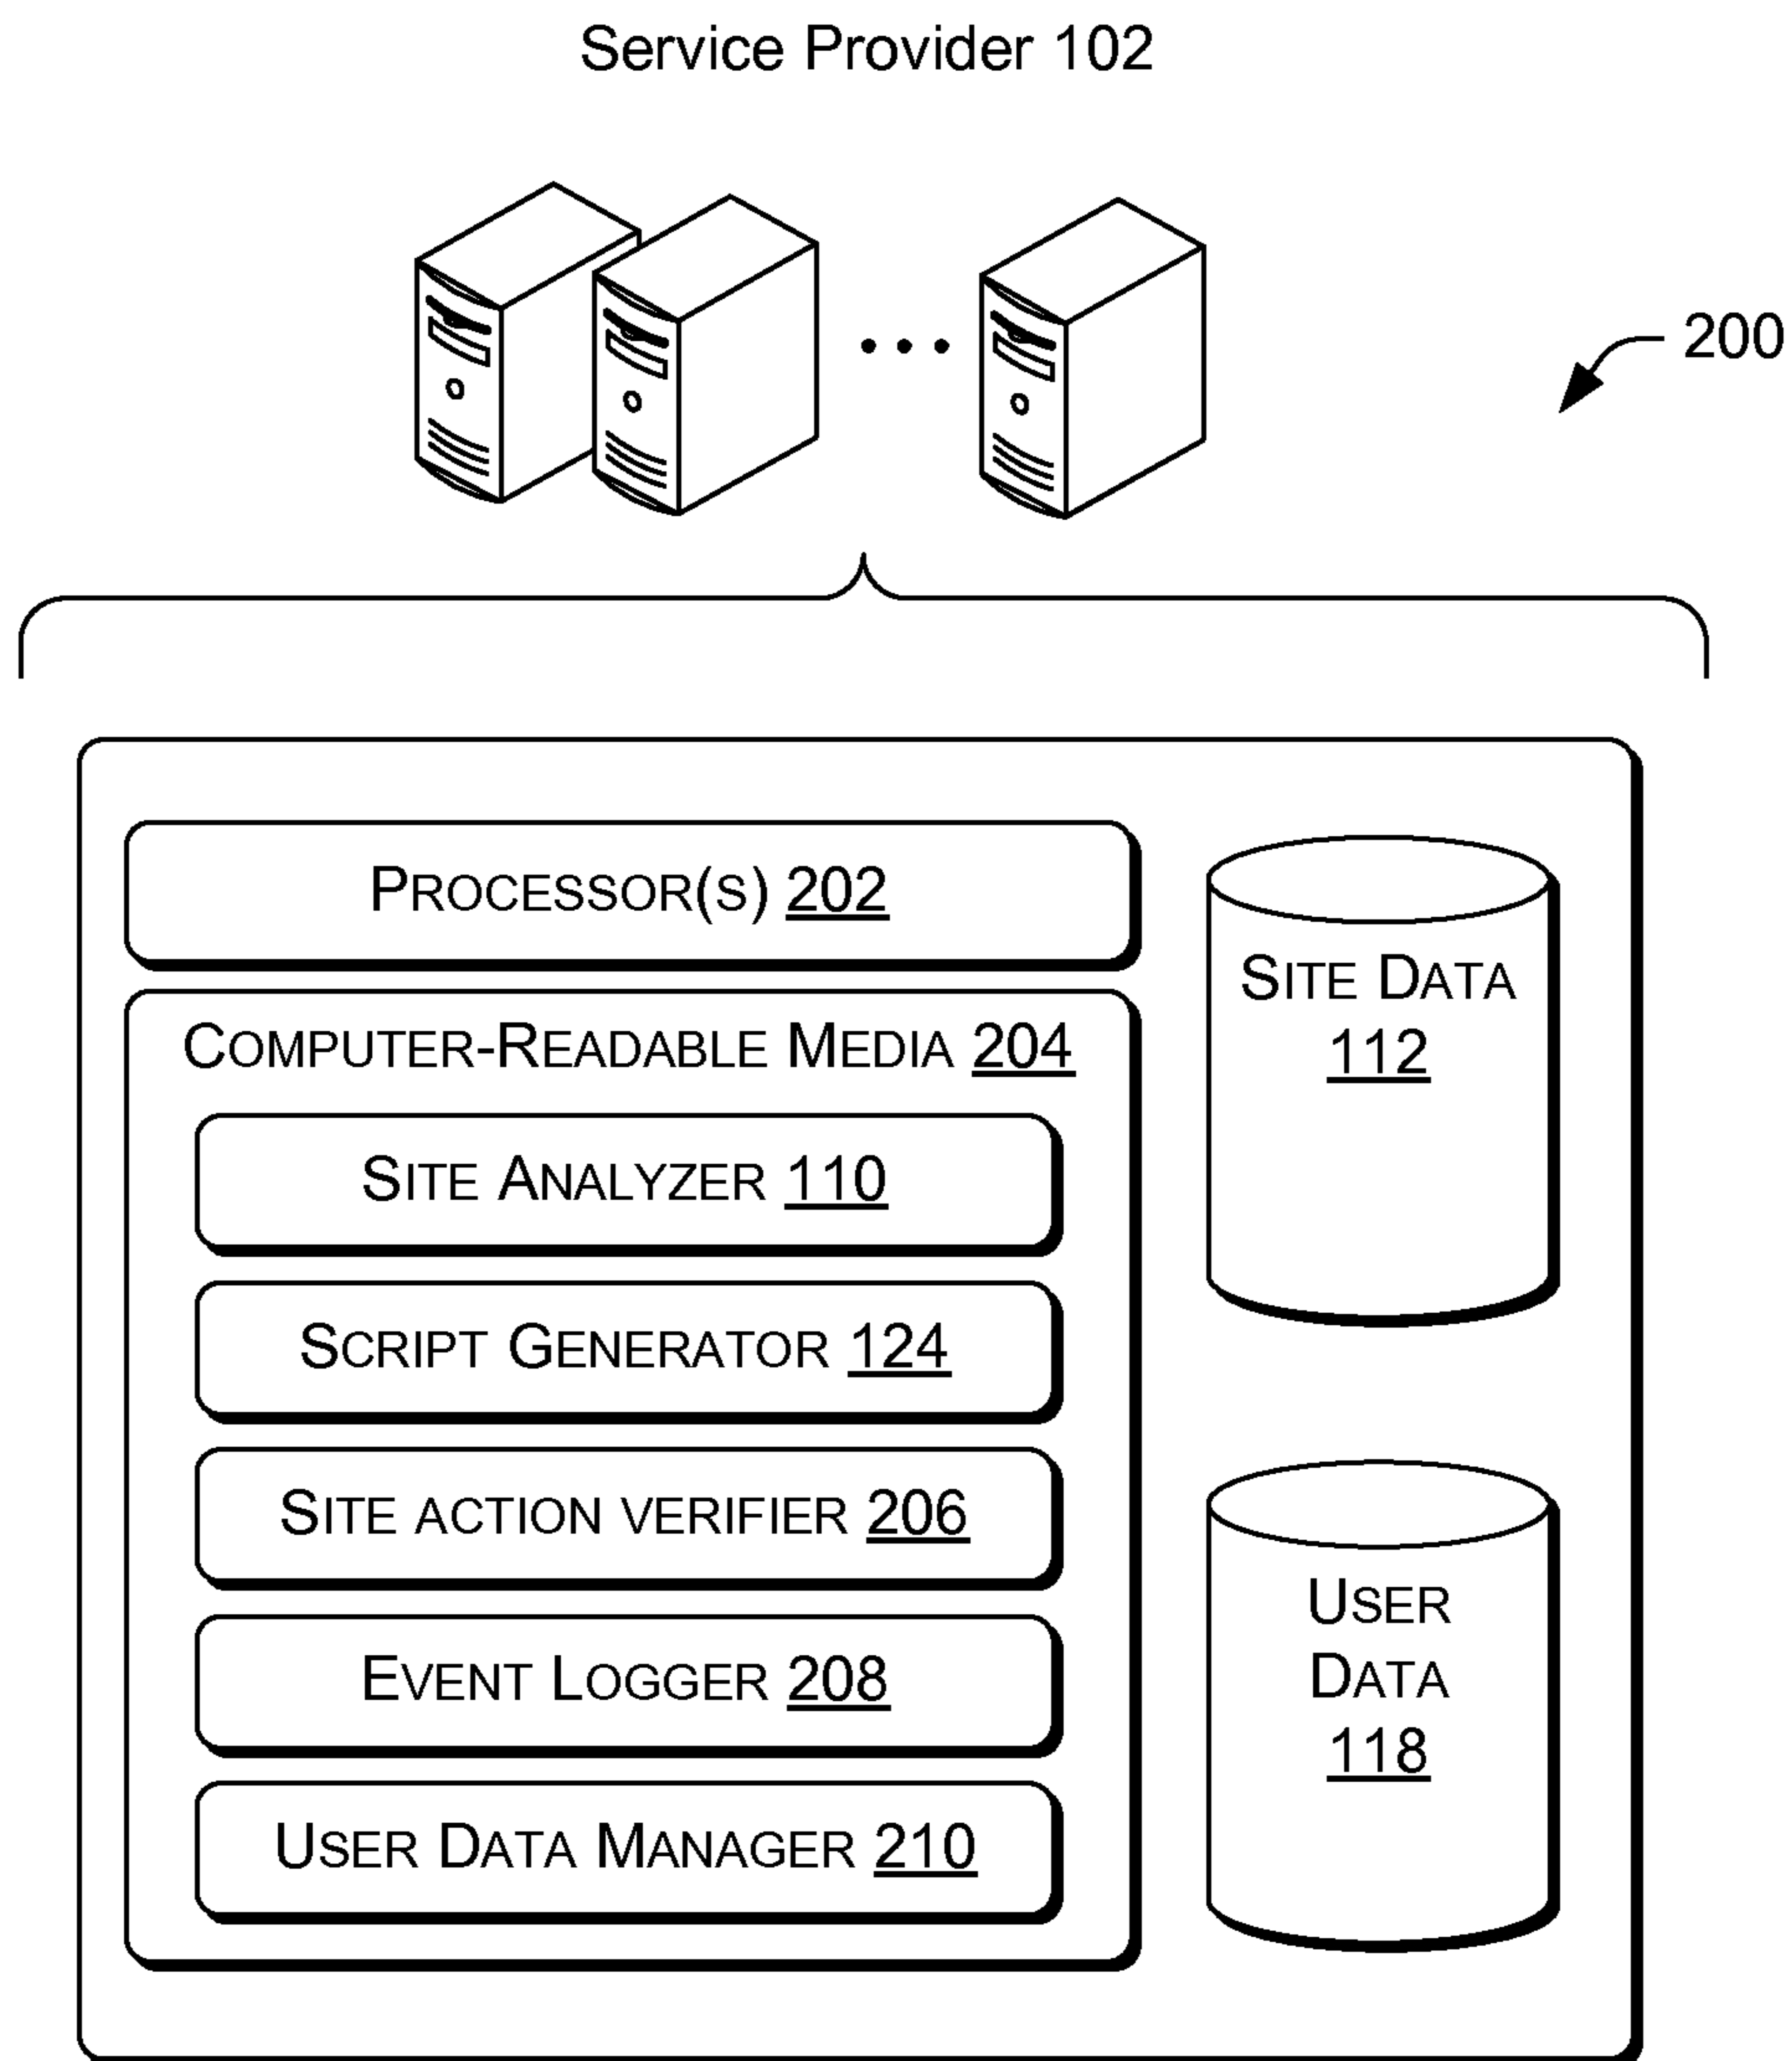 Service Provider 102
200
PROCESSOR(S) 202
COMPUTER-READABLE MEDIA 204
SITE ANALYZER 110
SCRIPT GENERATOR 124
SITE ACTION VERIFIER 206
EVENT LOGGER 208
USER DATA MANAGER 210
SITE DATA
112
USER
DATA
118